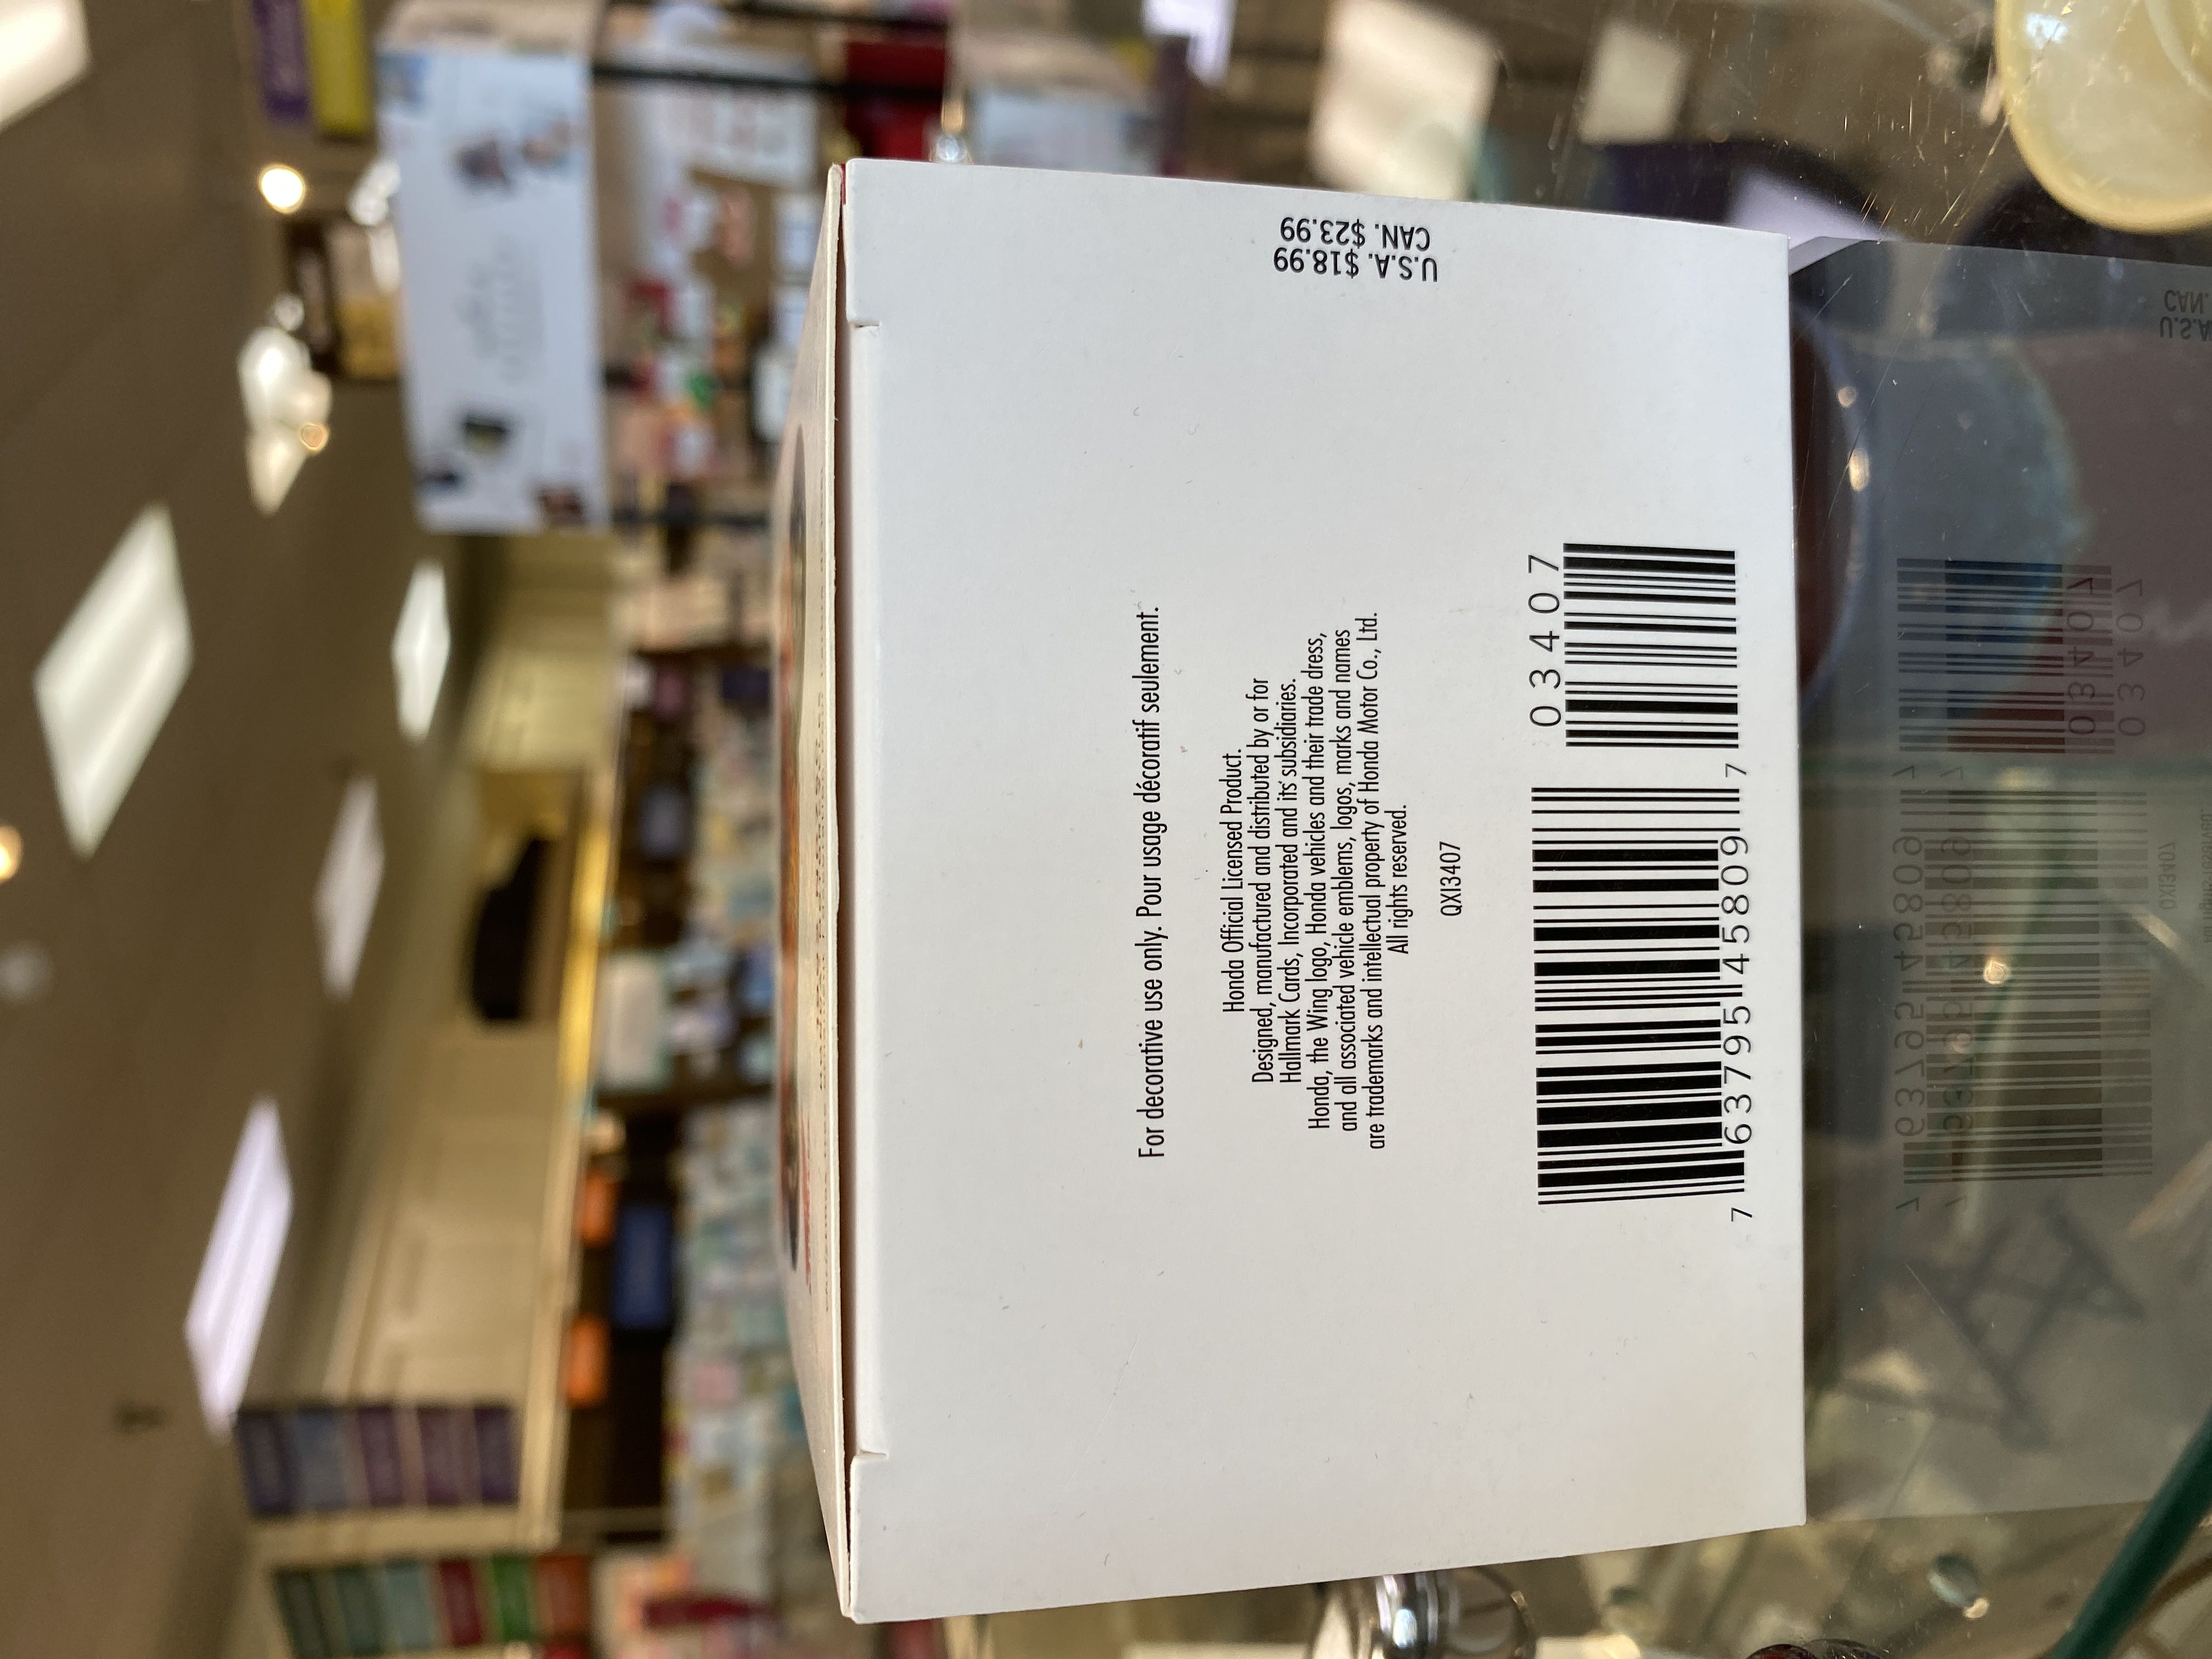 For decorative use only. Pour usage décoratif seulement.
Honda Official Licensed Product.
Designed, manufactured and distributed by or for
Hallmark Cards, Incorporated and its' subsidiaries.
Honda, the Wing logo, Honda vehicles and their trade dress,
and all associated vehicle emblems, logos, marks and names
are trademarks and intellectual property of Honda Motor Co., Ltd.
All rights reserved.
QXI3407
03407
7 63795 45809 7
U.S.A. $18.99
CAN. $23.99